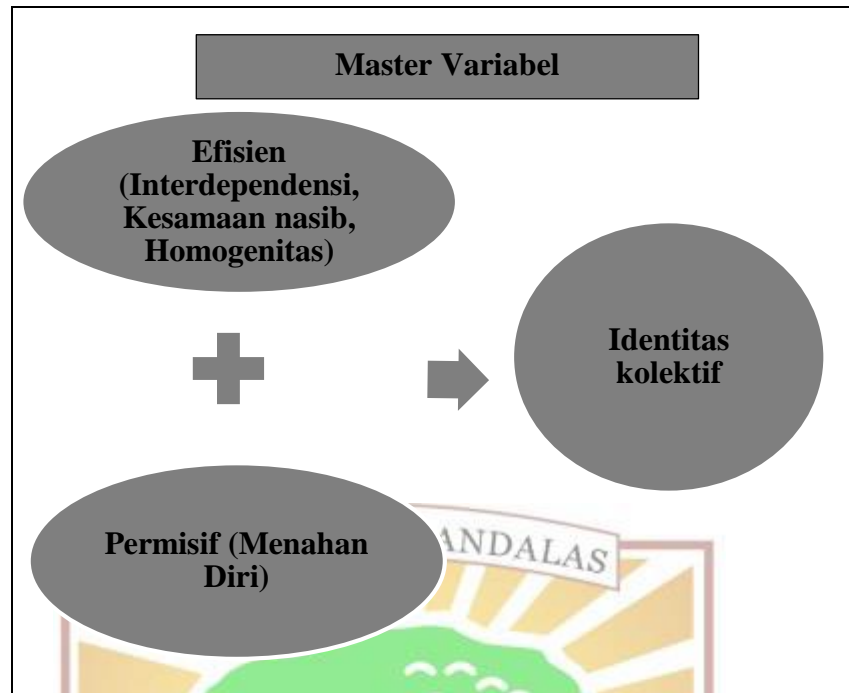 Master Variabel
Efisien
(Interdependensi,
Kesamaan nasib,
Homogenitas)
Identitas
kolektif
Permisif (Menahan
Diri)
ANDALAS